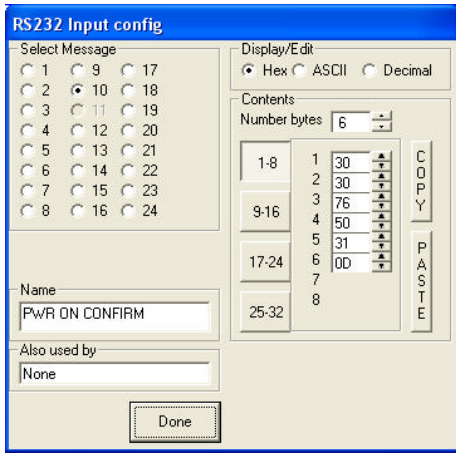 RS232 Input config
Select Message
1 9 17
2 10 18
3 11 19
4 12 20
5 13 21
6 14 22
7 15 23
8 16 24
Name
PWR ON CONFIRM
Also used by
None
Done
Display/Edit
Hex ASCII Decimal
Contents
Number bytes 6
1-8
9-16
17-24
25-32
1 30
2 30
3 76
4 50
5 31
6 0D
7
8
COPY
PASTE